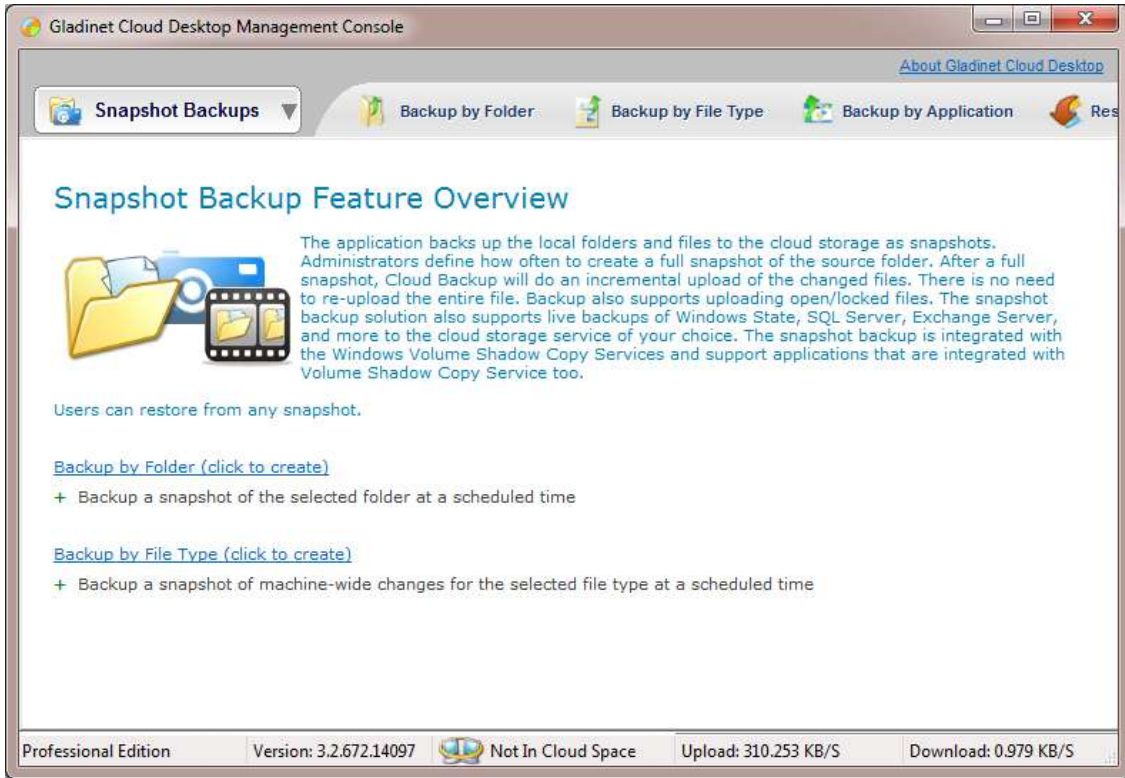 Gladinet Cloud Desktop Management Console
About Gladinet Cloud Desktop
Snapshot Backups
Backup by Folder
Backup by File Type
Backup by Application
Res
Snapshot Backup Feature Overview
The application backs up the local folders and files to the cloud storage as snapshots.
Administrators define how often to create a full snapshot of the source folder. After a full
snapshot, Cloud Backup will do an incremental upload of the changed files. There is no need
to re-upload the entire file. Backup also supports uploading open/locked files. The snapshot
backup solution also supports live backups of Windows State, SQL Server, Exchange Server,
and more to the cloud storage service of your choice. The snapshot backup is integrated with
the Windows Volume Shadow Copy Services and support applications that are integrated with
Volume Shadow Copy Service too.
Users can restore from any snapshot.
Backup by Folder (click to create)
+ Backup a snapshot of the selected folder at a scheduled time
Backup by File Type (click to create)
+ Backup a snapshot of machine-wide changes for the selected file type at a scheduled time
Professional Edition
Version: 3.2.672.14097
Not In Cloud Space
Upload: 310.253 KB/S
Download: 0.979 KB/S